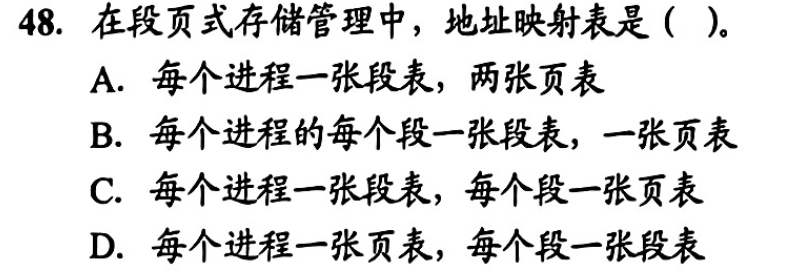 48. 在段页式存储管理中，地址映射表是（ ）。
A. 每个进程一张段表，两张页表
B. 每个进程的每个段一张段表，一张页表
C. 每个进程一张段表，每个段一张页表
D. 每个进程一张页表，每个段一张段表